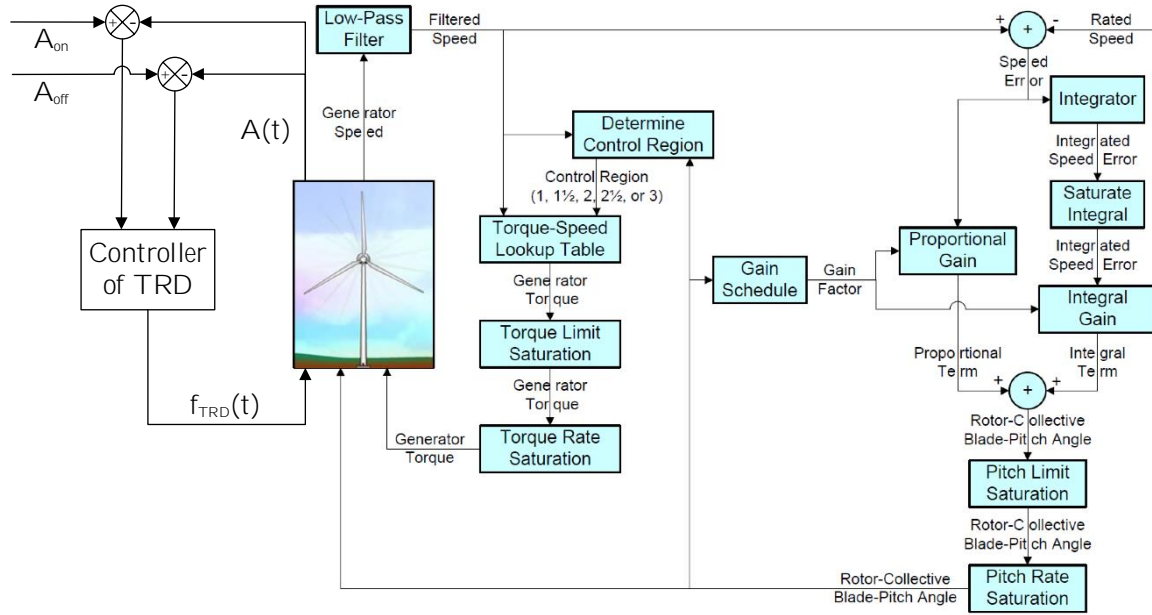 +
-
A_on
+
-
A_off
A(t)
Controller
of TRD
f_TRD(t)
Low-Pass
Filter
Filtered
Speed
Generator
Speed
Determine
Control Region
Control Region
(1, 1½, 2, 2½, or 3)
Torque-Speed
Lookup Table
Generator
Torque
Torque Limit
Saturation
Generator
Torque
Torque Rate
Saturation
Generator
Torque
+
+
-
Rated
Speed
Speed
Error
Integrator
Integrated
Speed Error
Saturate
Integral
Integrated
Speed Error
Proportional
Gain
Gain
Schedule
Gain
Factor
Integral
Gain
Proportional
Term
Integral
Term
+
+
+
Rotor-Collective
Blade-Pitch Angle
Pitch Limit
Saturation
Rotor-Collective
Blade-Pitch Angle
Pitch Rate
Saturation
Rotor-Collective
Blade-Pitch Angle